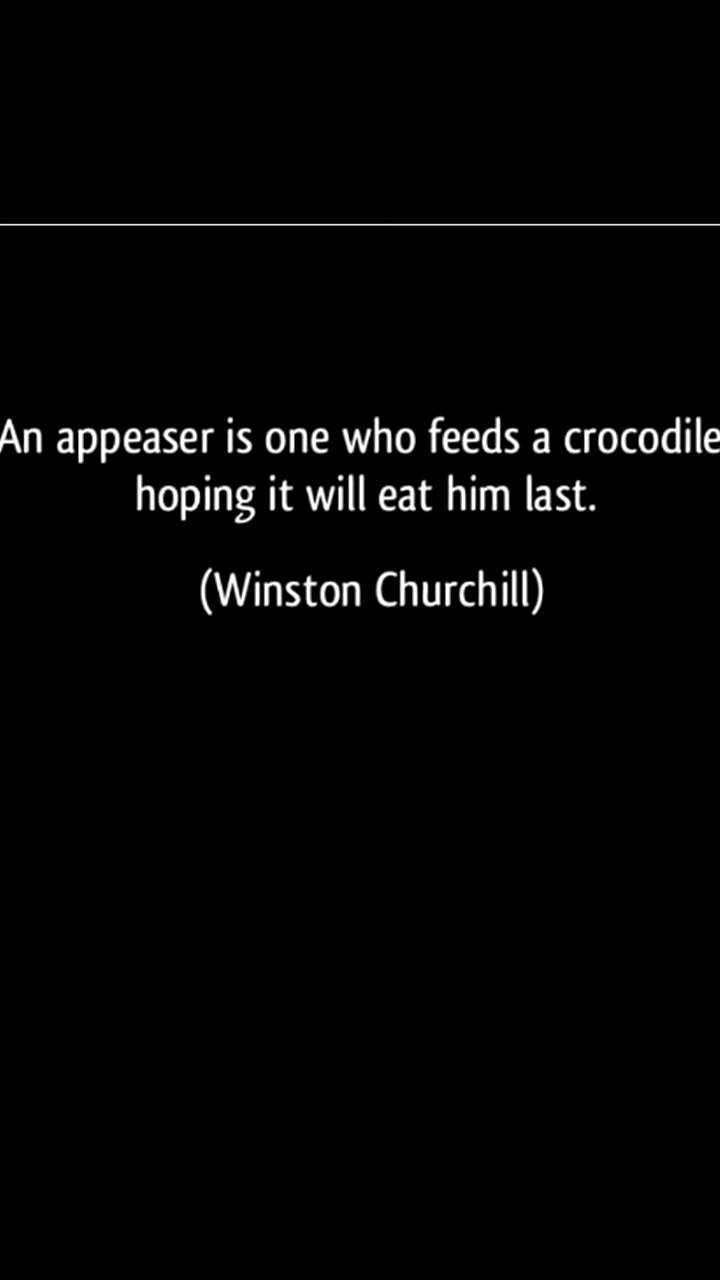 An appeaser is one who feeds a crocodile
hoping it will eat him last.
(Winston Churchill)